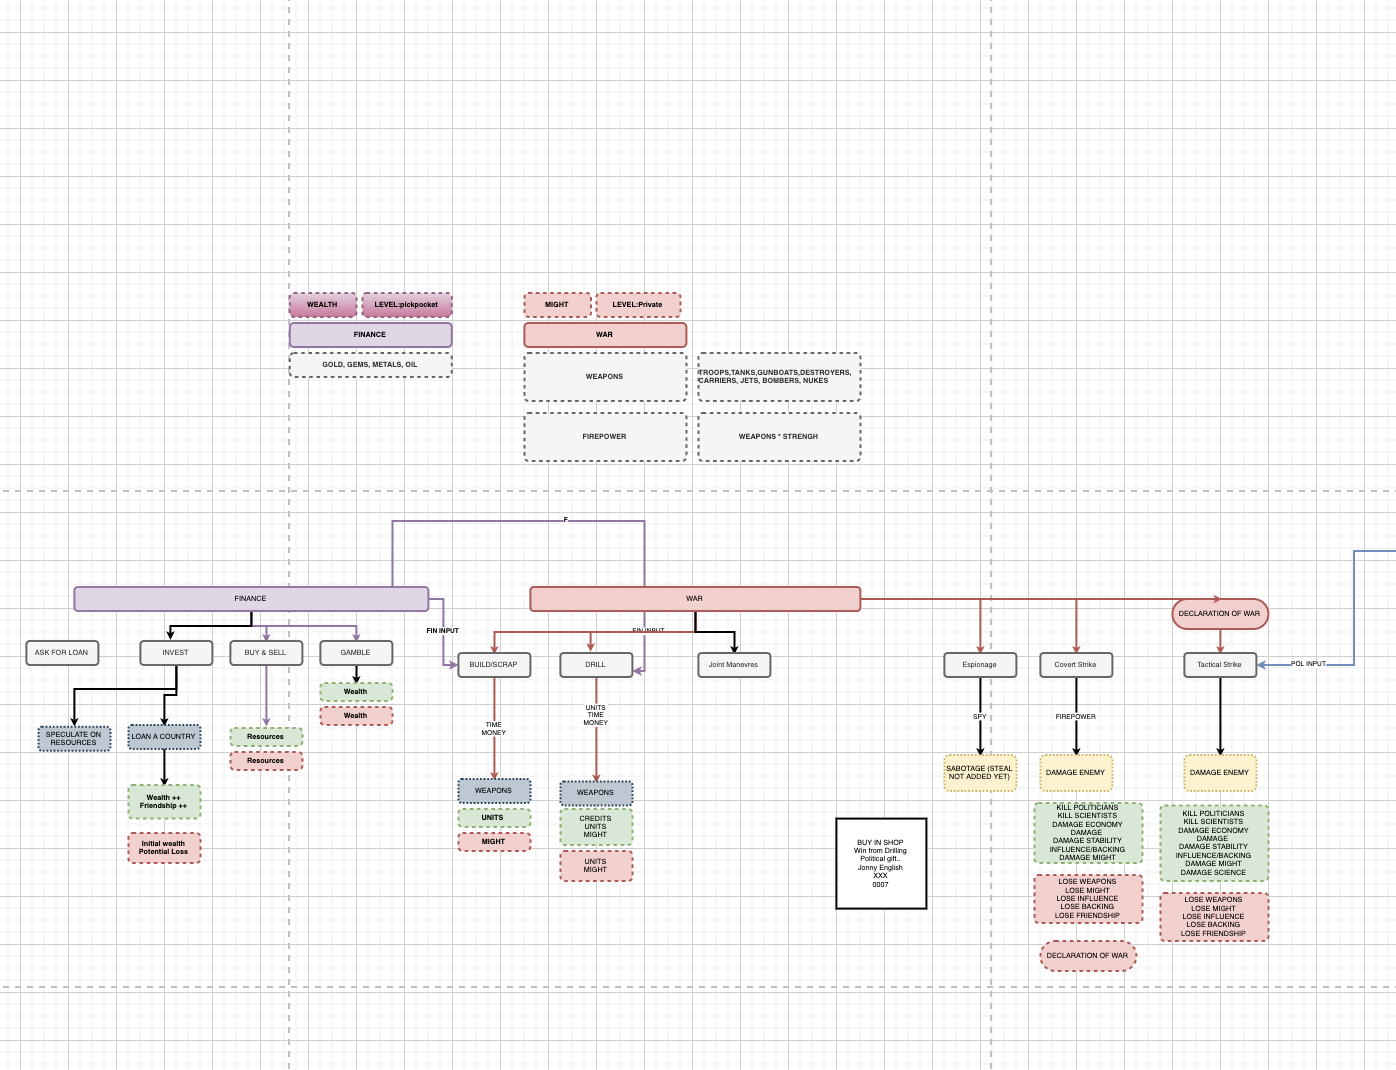 WEALTH
LEVEL:pickpocket
MIGHT
LEVEL:Private
FINANCE
WAR
GOLD, GEMS, METALS, OIL
WEAPONS
TROOPS,TANKS,GUNBOATS,DESTROYERS,
CARRIERS, JETS, BOMBERS, NUKES
FIREPOWER
WEAPONS * STRENGH
F
FINANCE
WAR
DECLARATION OF WAR
FIN INPUT
FIN INPUT
ASK FOR LOAN
INVEST
BUY & SELL
GAMBLE
BUILD/SCRAP
DRILL
Joint Manevres
Espionage
Covert Strike
Tactical Strike
POL INPUT
Wealth
Wealth
SPECULATE ON
RESOURCES
LOAN A COUNTRY
Resources
Resources
TIME
MONEY
UNITS
TIME
MONEY
SPY
FIREPOWER
Wealth ++
Friendship ++
Initial wealth
Potential Loss
WEAPONS
UNITS
MIGHT
WEAPONS
CREDITS
UNITS
MIGHT
UNITS
MIGHT
BUY IN SHOP
Win from Drilling
Political gift..
Jonny English
XXX
0007
SABOTAGE (STEAL
NOT ADDED YET)
DAMAGE ENEMY
DAMAGE ENEMY
KILL POLITICIANS
KILL SCIENTISTS
DAMAGE ECONOMY
DAMAGE
DAMAGE STABILITY
INFLUENCE/BACKING
DAMAGE MIGHT
LOSE WEAPONS
LOSE MIGHT
LOSE INFLUENCE
LOSE BACKING
LOSE FRIENDSHIP
DECLARATION OF WAR
KILL POLITICIANS
KILL SCIENTISTS
DAMAGE ECONOMY
DAMAGE
DAMAGE STABILITY
INFLUENCE/BACKING
DAMAGE MIGHT
DAMAGE SCIENCE
LOSE WEAPONS
LOSE MIGHT
LOSE INFLUENCE
LOSE BACKING
LOSE FRIENDSHIP